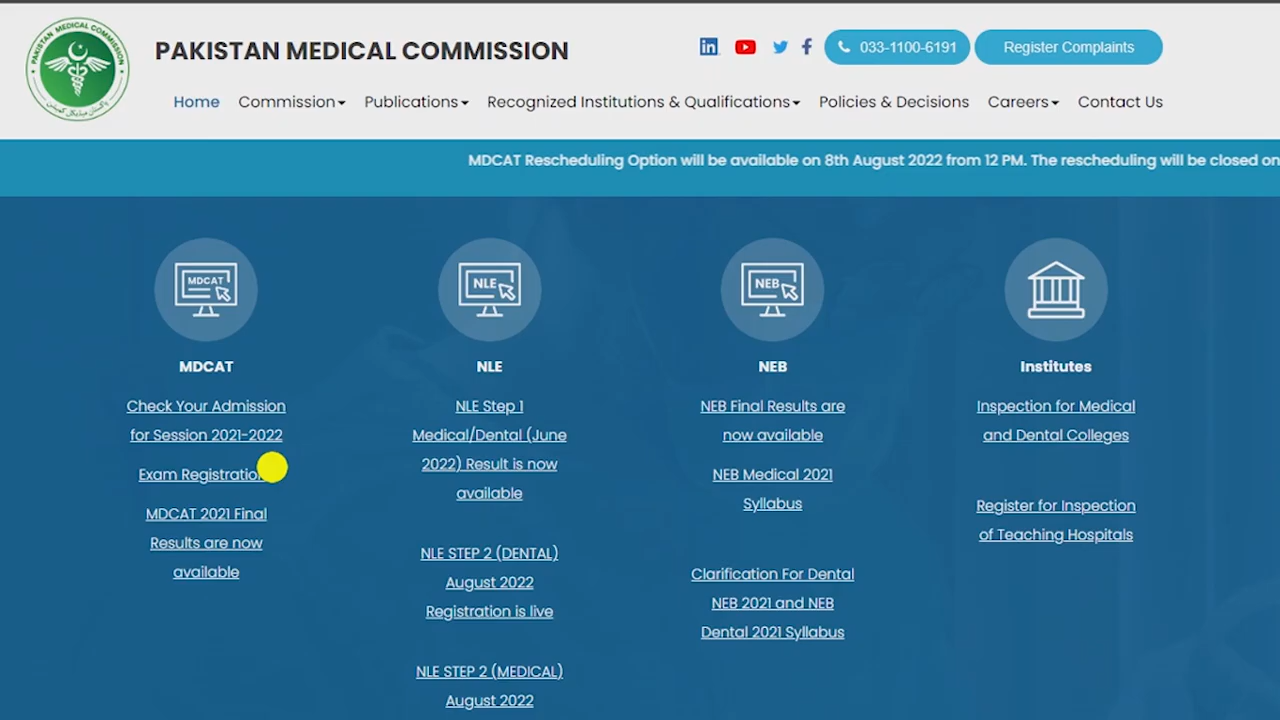 PAKISTAN MEDICAL COMMISSION
PAKISTAN MEDICAL COMMISSION
033-1100-6191
Register Complaints
Home
Commission
Publications
Recognized Institutions & Qualifications
Policies & Decisions
Careers
Contact Us
MDCAT Rescheduling Option will be available on 8th August 2022 from 12 PM. The rescheduling will be closed on
MDCAT
MDCAT
Check Your Admission
for Session 2021-2022
Exam Registration
MDCAT 2021 Final
Results are now
available
NLE
NLE
NLE Step 1
Medical/Dental (June
2022) Result is now
available
NLE STEP 2 (DENTAL)
August 2022
Registration is live
NLE STEP 2 (MEDICAL)
August 2022
NEB
NEB
NEB Final Results are
now available
NEB Medical 2021
Syllabus
Clarification For Dental
NEB 2021 and NEB
Dental 2021 Syllabus
Institutes
Inspection for Medical
and Dental Colleges
Register for Inspection
of Teaching Hospitals